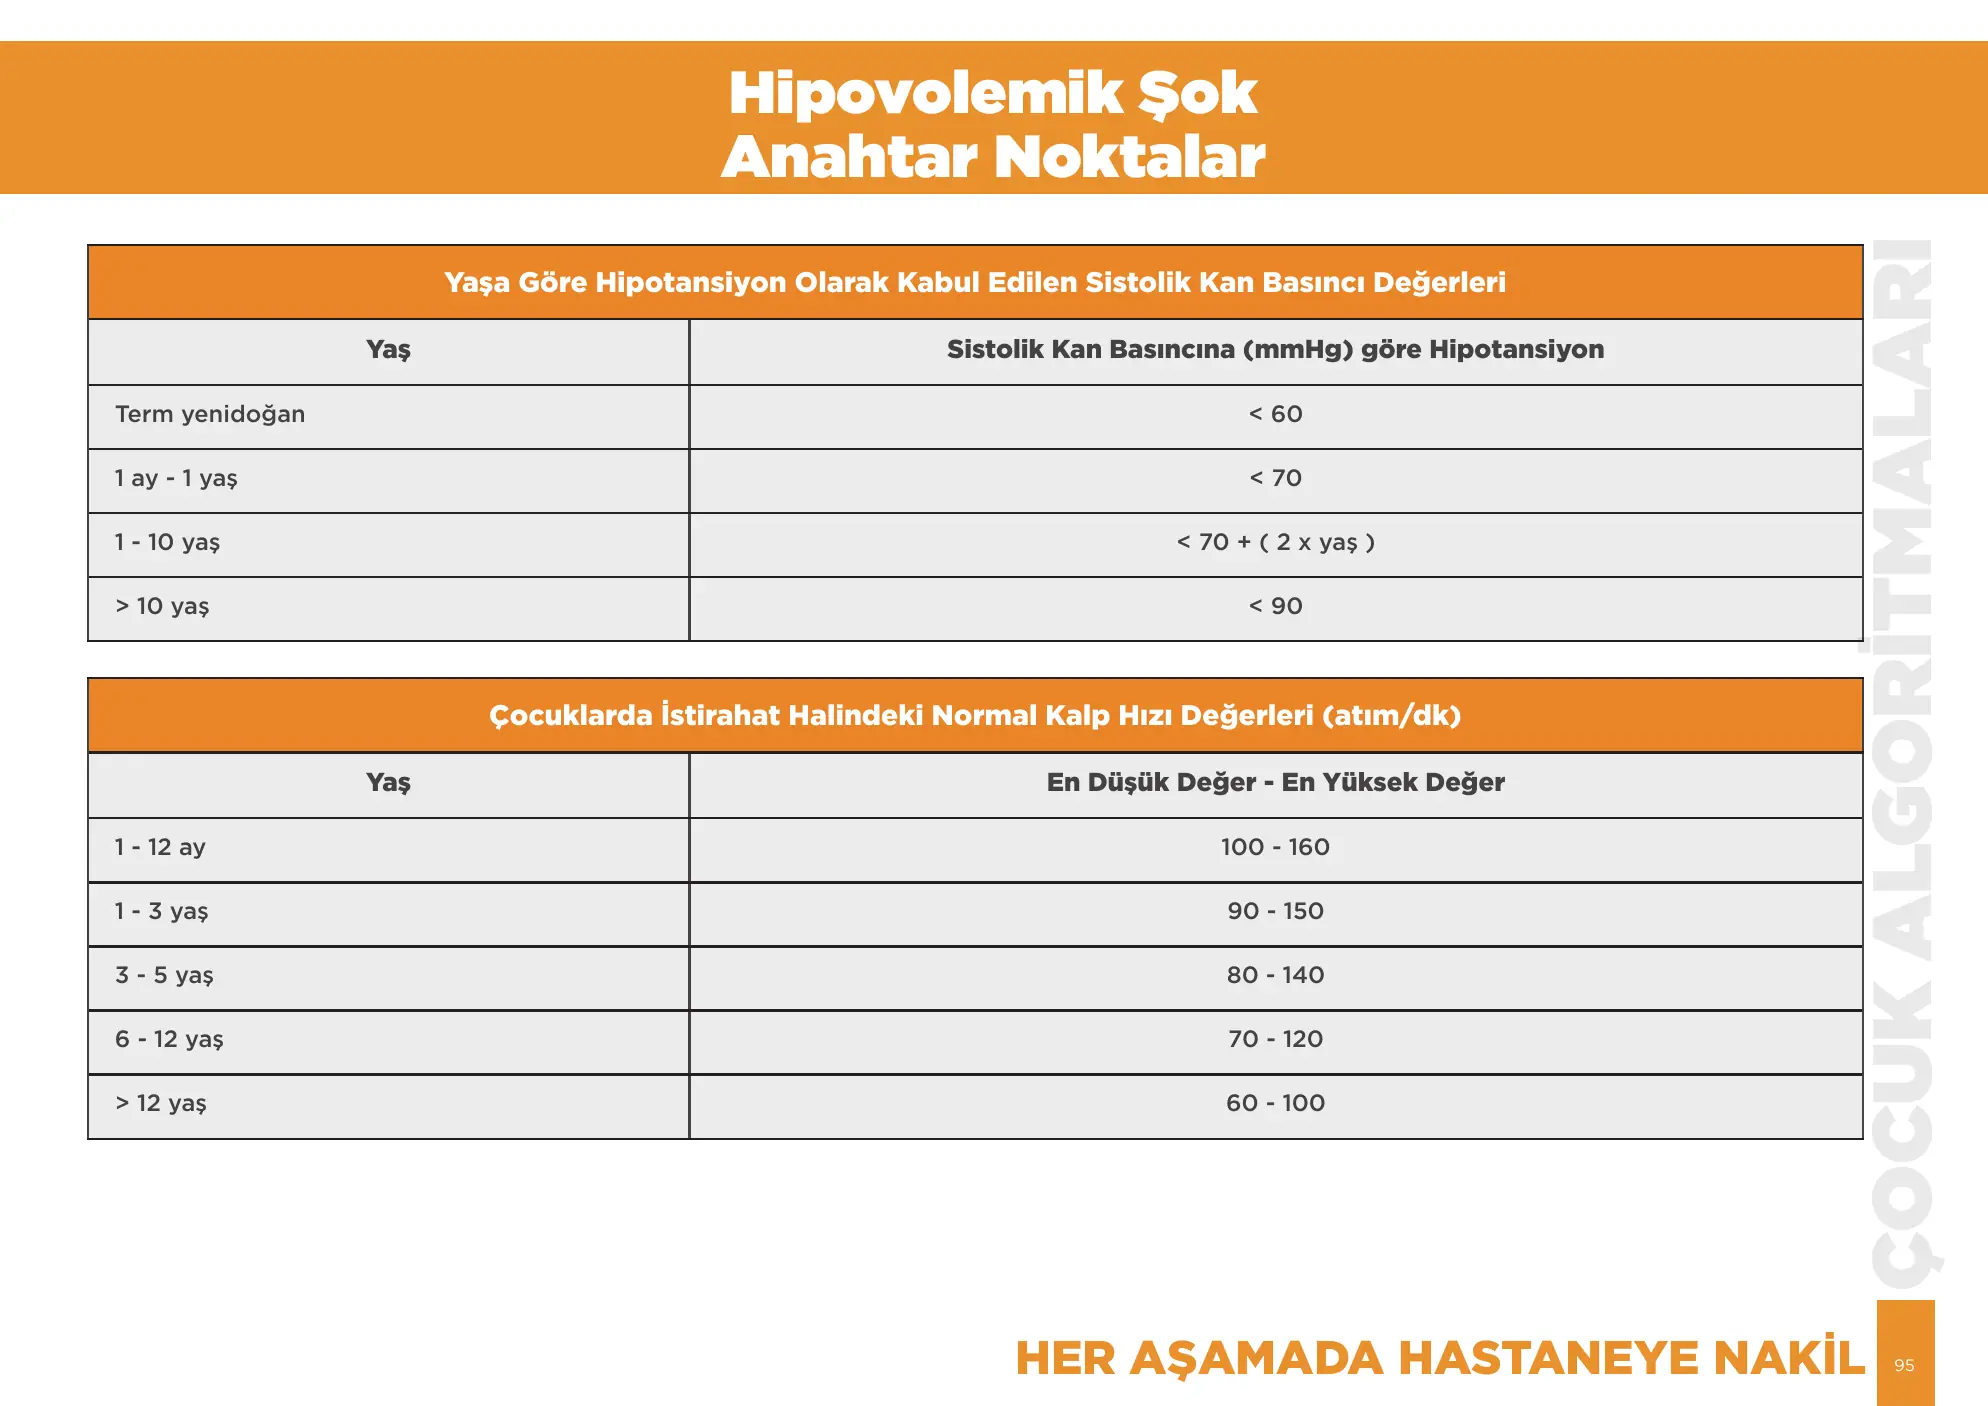 Hipovolemik Şok
Anahtar Noktalar
Yaşa Göre Hipotansiyon Olarak Kabul Edilen Sistolik Kan Basıncı Değerleri
Yaş Sistolik Kan Basıncına (mmHg) göre Hipotansiyon
Term yenidoğan < 60
1 ay - 1 yaş < 70
1 - 10 yaş < 70 + ( 2 x yaş )
> 10 yaş < 90
Çocuklarda İstirahat Halindeki Normal Kalp Hızı Değerleri (atım/dk)
Yaş En Düşük Değer - En Yüksek Değer
1 - 12 ay 100 - 160
1 - 3 yaş 90 - 150
3 - 5 yaş 80 - 140
6 - 12 yaş 70 - 120
> 12 yaş 60 - 100
ÇOCUK ALGORİTMALARI
HER AŞAMADA HASTANEYE NAKİL
95